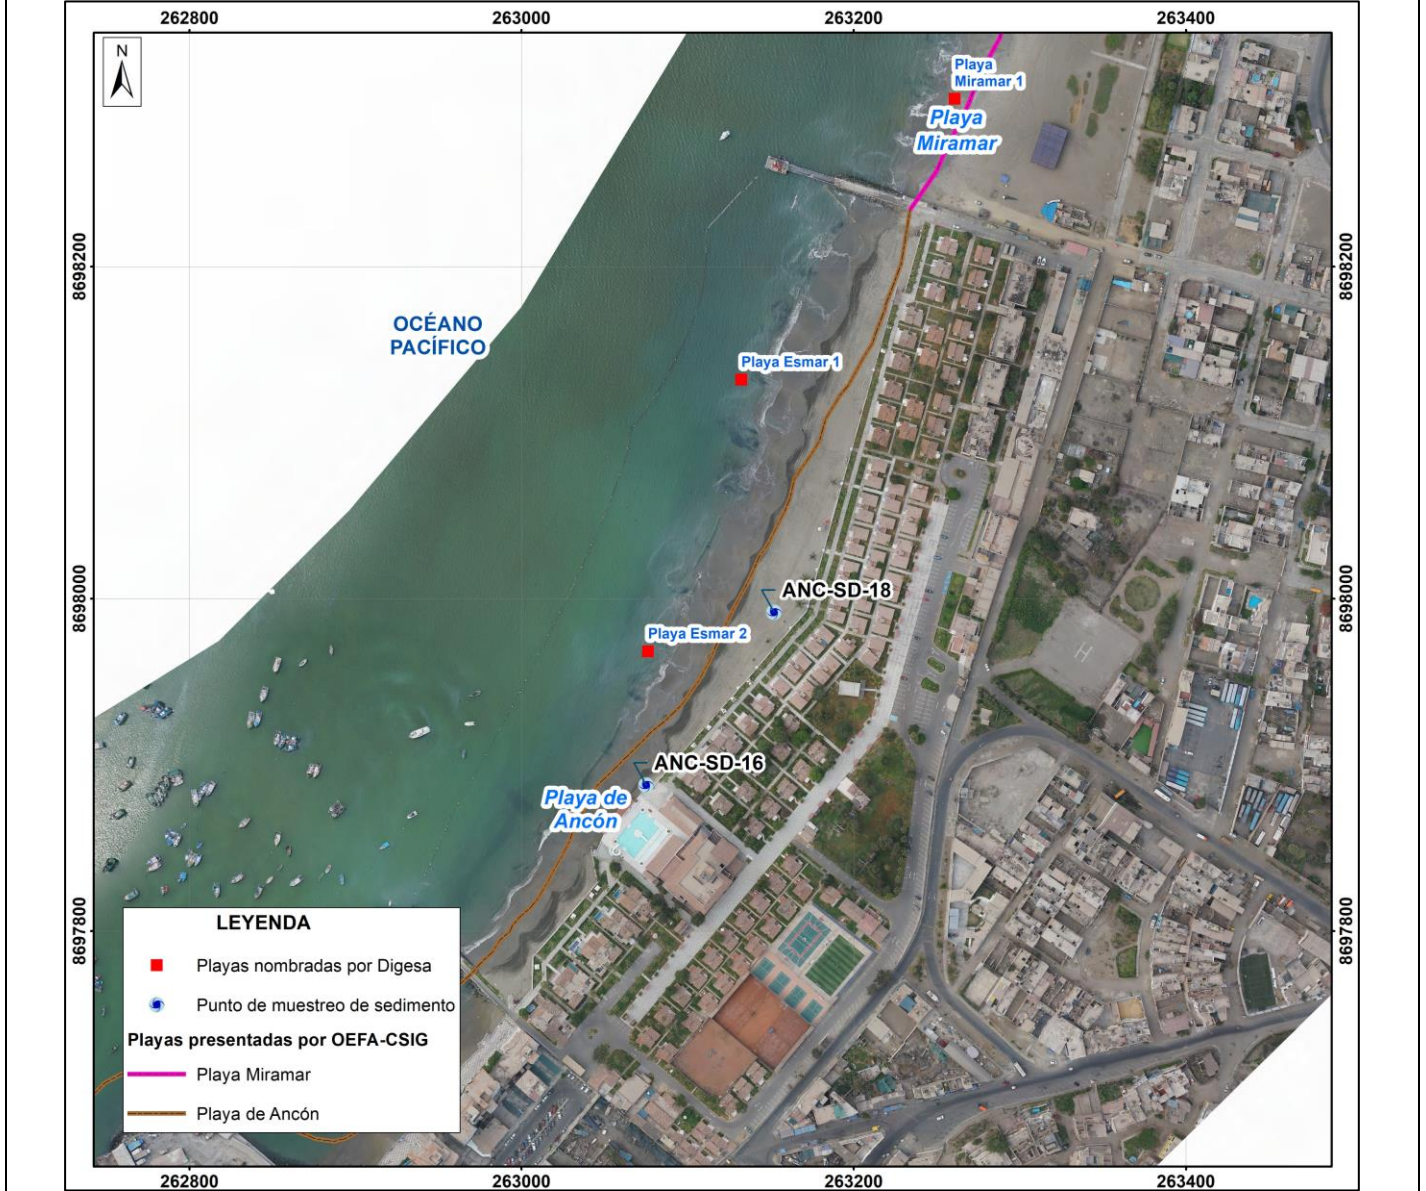 262800
263000
263200
263400
N
Playa
Miramar 1
Playa
Miramar
8698200
8698200
OCÉANO
PACÍFICO
Playa Esmar 1
8698000
8698000
ANC-SD-18
Playa Esmar 2
ANC-SD-16
Playa de
Ancón
8697800
8697800
LEYENDA
Playas nombradas por Digesa
Punto de muestreo de sedimento
Playas presentadas por OEFA-CSIG
Playa Miramar
Playa de Ancón
262800
263000
263200
263400